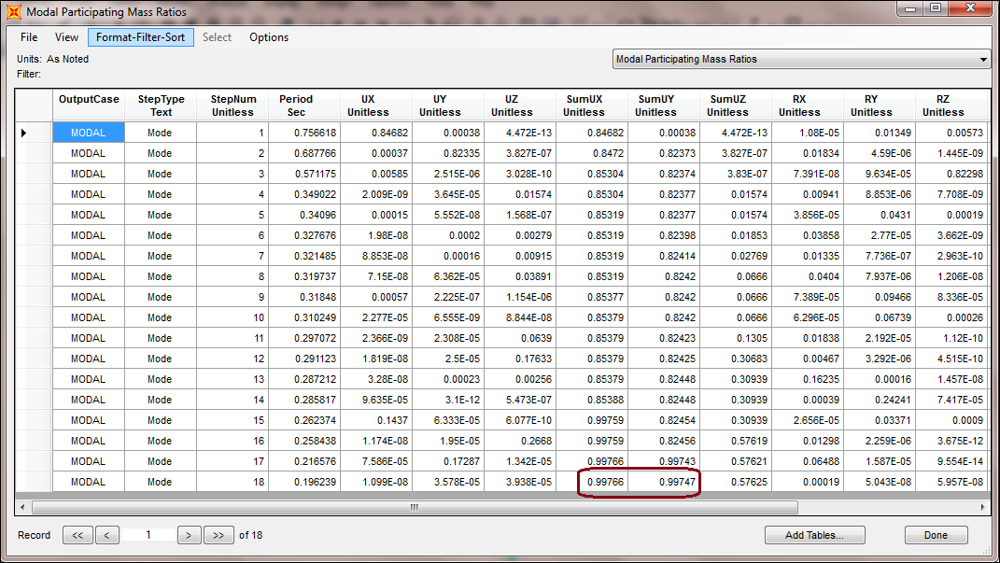 Modal Participating Mass Ratios
File View Format-Filter-Sort Select Options
Units: As Noted
Modal Participating Mass Ratios
Filter:
OutputCase StepType StepNum Period UX UY UZ SumUX SumUY SumUZ RX RY RZ
Text Unitless Sec Unitless Unitless Unitless Unitless Unitless Unitless Unitless Unitless Unitless
MODAL Mode 1 0.756618 0.84682 0.00038 4.472E-13 0.84682 0.00038 4.472E-13 1.08E-05 0.01349 0.00573
MODAL Mode 2 0.687766 0.00037 0.82335 3.827E-07 0.8472 0.82373 3.827E-07 0.01834 4.59E-06 1.445E-09
MODAL Mode 3 0.571175 0.00585 2.515E-06 3.028E-10 0.85304 0.82374 3.83E-07 7.391E-08 9.634E-05 0.82298
MODAL Mode 4 0.349022 2.009E-09 3.645E-05 0.01574 0.85304 0.82377 0.01574 0.00941 8.853E-06 7.708E-09
MODAL Mode 5 0.34096 0.00015 5.552E-08 1.568E-07 0.85319 0.82377 0.01574 3.856E-05 0.0431 0.00019
MODAL Mode 6 0.327676 1.98E-08 0.0002 0.00279 0.85319 0.82398 0.01853 0.03858 2.77E-05 3.662E-09
MODAL Mode 7 0.321485 8.853E-08 0.00016 0.00915 0.85319 0.82414 0.02769 0.01335 7.736E-07 2.963E-10
MODAL Mode 8 0.319737 7.15E-08 6.362E-05 0.03891 0.85319 0.8242 0.0666 0.0404 7.937E-06 1.206E-08
MODAL Mode 9 0.31848 0.00057 2.225E-07 1.154E-06 0.85377 0.8242 0.0666 7.389E-05 0.09466 8.336E-05
MODAL Mode 10 0.310249 2.277E-05 6.555E-09 8.844E-08 0.85379 0.8242 0.0666 6.296E-05 0.06739 0.00026
MODAL Mode 11 0.297072 2.366E-09 2.308E-05 0.0639 0.85379 0.82423 0.1305 0.01838 2.192E-05 1.12E-10
MODAL Mode 12 0.291123 1.819E-08 2.5E-05 0.17633 0.85379 0.82425 0.30683 0.00467 3.292E-06 4.515E-10
MODAL Mode 13 0.287212 3.28E-08 0.00023 0.00256 0.85379 0.82448 0.30939 0.16235 0.00016 1.457E-08
MODAL Mode 14 0.285817 9.635E-05 3.1E-12 5.473E-07 0.85388 0.82448 0.30939 0.00039 0.24241 7.417E-05
MODAL Mode 15 0.262374 0.1437 6.333E-05 6.077E-10 0.99759 0.82454 0.30939 2.656E-05 0.03371 0.0009
MODAL Mode 16 0.258438 1.174E-08 1.95E-05 0.2668 0.99759 0.82456 0.57619 0.01298 2.259E-06 3.675E-12
MODAL Mode 17 0.216576 7.586E-05 0.17287 1.342E-05 0.99766 0.99743 0.57621 0.06488 1.587E-05 9.554E-14
MODAL Mode 18 0.196239 1.099E-08 3.578E-05 3.938E-05 0.99766 0.99747 0.57625 0.00019 5.043E-08 5.957E-08
Record << < 1 > >> of 18 Add Tables... Done